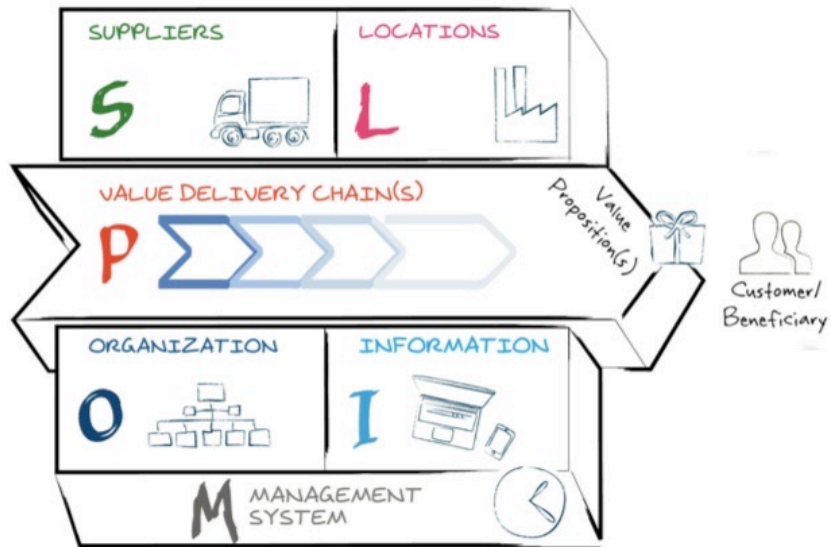 SUPPLIERS
S
LOCATIONS
L
VALUE DELIVERY CHAIN(S)
P
Value
Proposition(s)
Customer/
Beneficiary
ORGANIZATION
O
INFORMATION
I
M
MANAGEMENT
SYSTEM